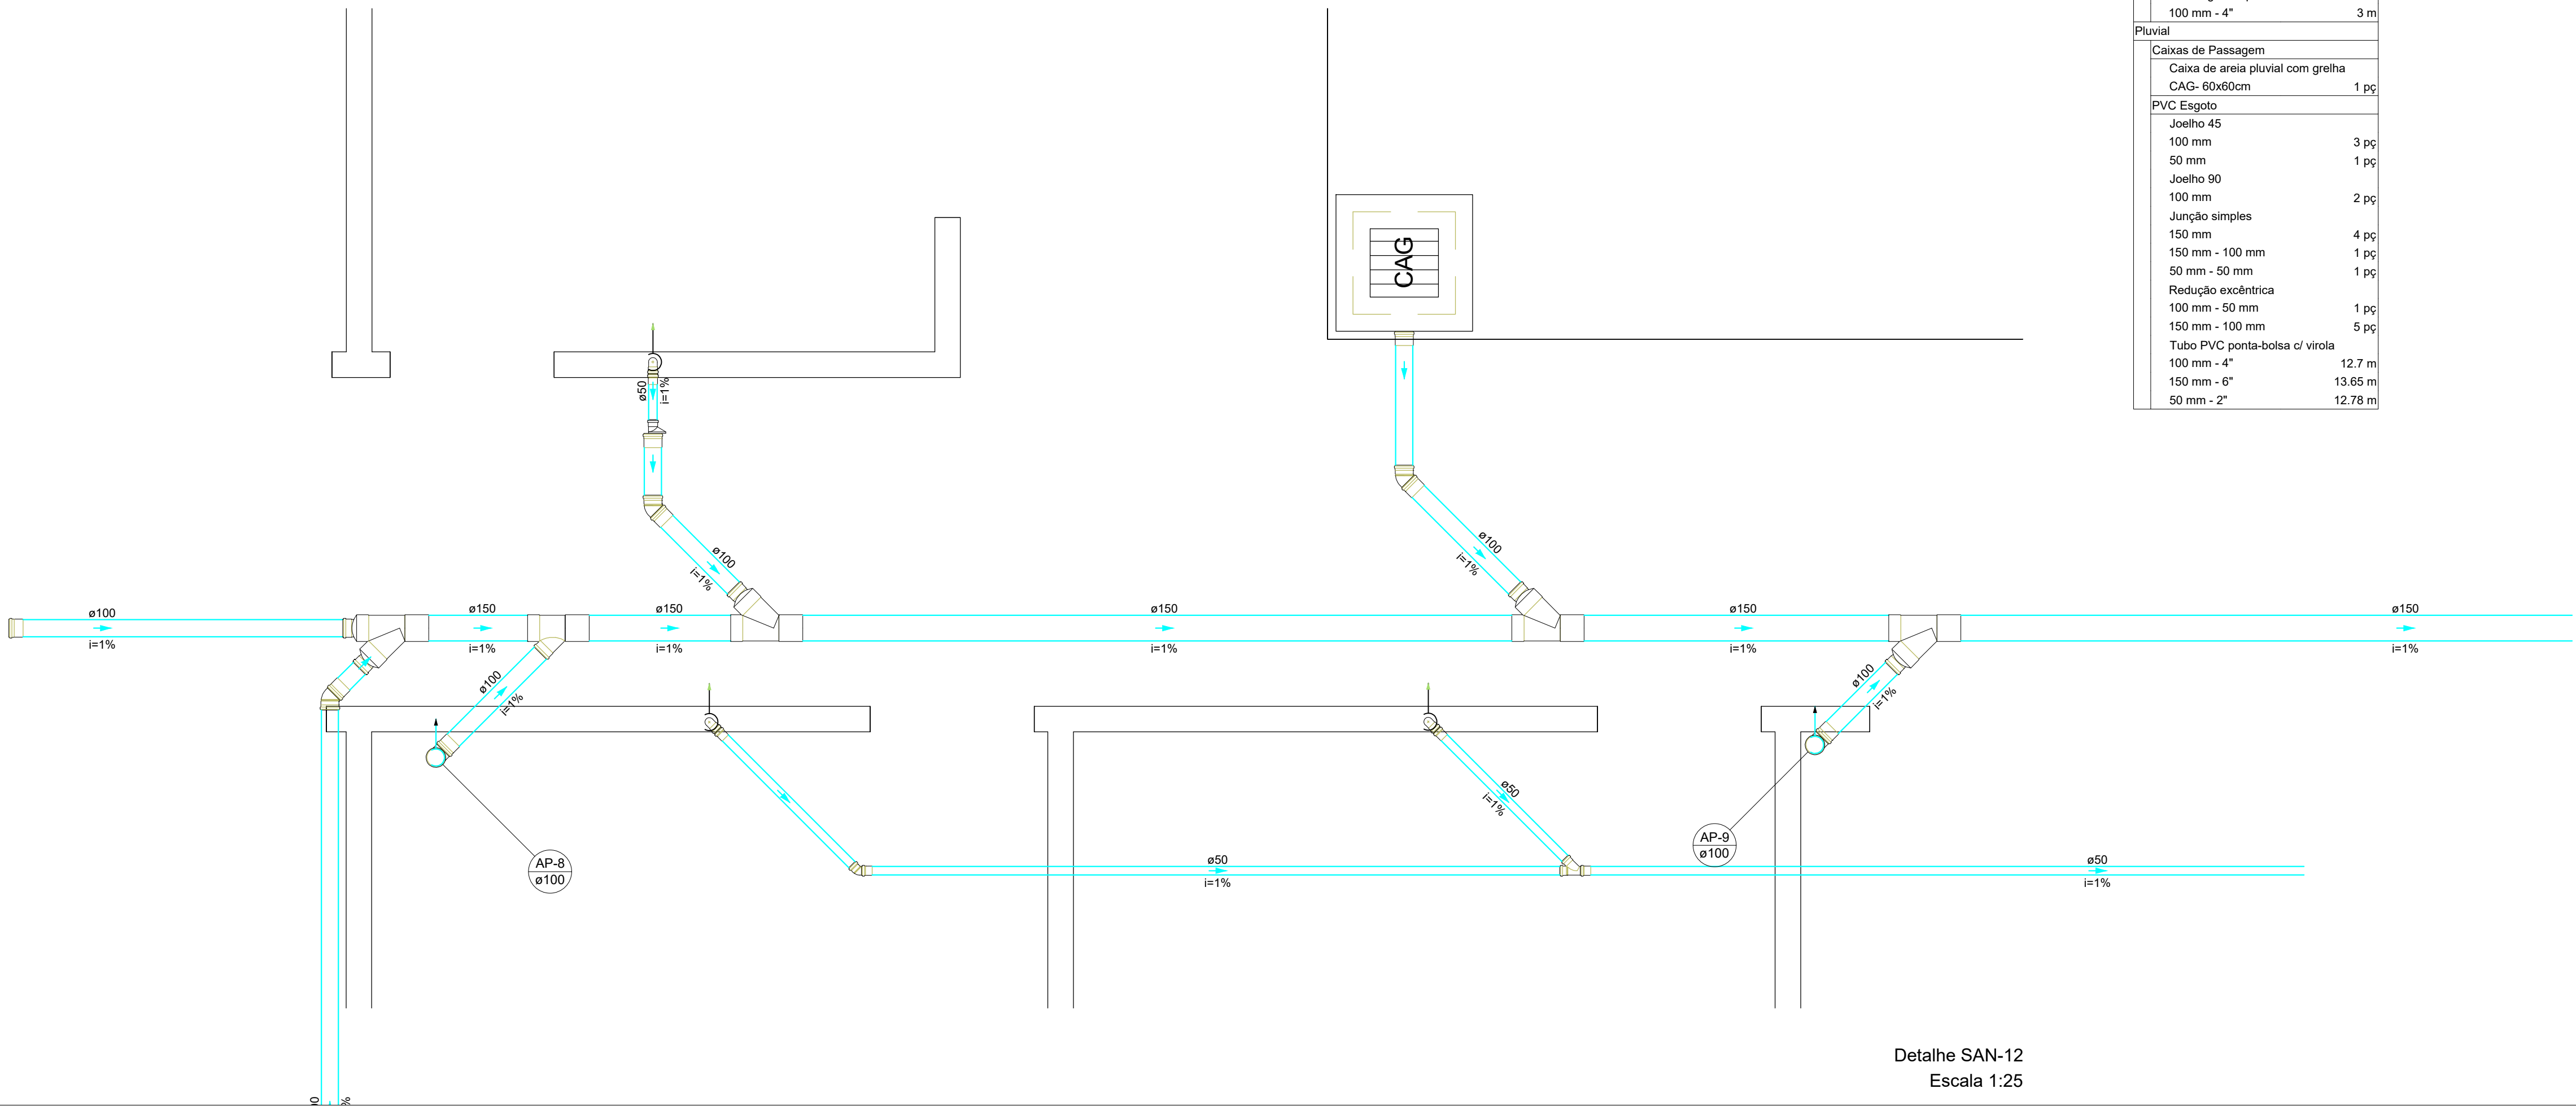 100 mm - 4" 3 m
Pluvial
Caixas de Passagem
Caixa de areia pluvial com grelha
CAG- 60x60cm 1 pç
PVC Esgoto
Joelho 45
100 mm 3 pç
50 mm 1 pç
Joelho 90
100 mm 2 pç
Junção simples
150 mm 4 pç
150 mm - 100 mm 1 pç
50 mm - 50 mm 1 pç
Redução excêntrica
100 mm - 50 mm 1 pç
150 mm - 100 mm 5 pç
Tubo PVC ponta-bolsa c/ virola
100 mm - 4" 12.7 m
150 mm - 6" 13.65 m
50 mm - 2" 12.78 m
CAG
ø50
i=1%
ø100
i=1%
ø100
i=1%
ø100
i=1%
ø150
i=1%
ø150
i=1%
ø150
i=1%
ø150
i=1%
ø150
i=1%
ø100
i=1%
ø100
i=1%
ø50
i=1%
AP-8
ø100
AP-9
ø100
ø50
i=1%
ø50
i=1%
Detalhe SAN-12
Escala 1:25